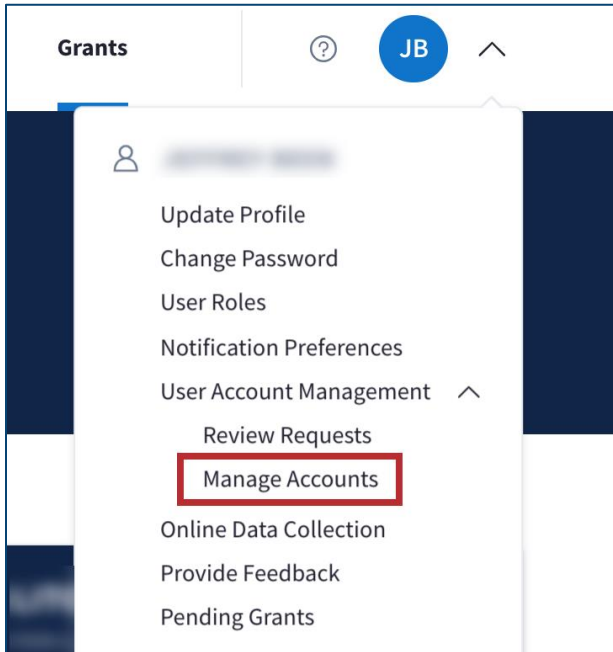 Grants
JB
Update Profile
Change Password
User Roles
Notification Preferences
User Account Management
Review Requests
Manage Accounts
Online Data Collection
Provide Feedback
Pending Grants